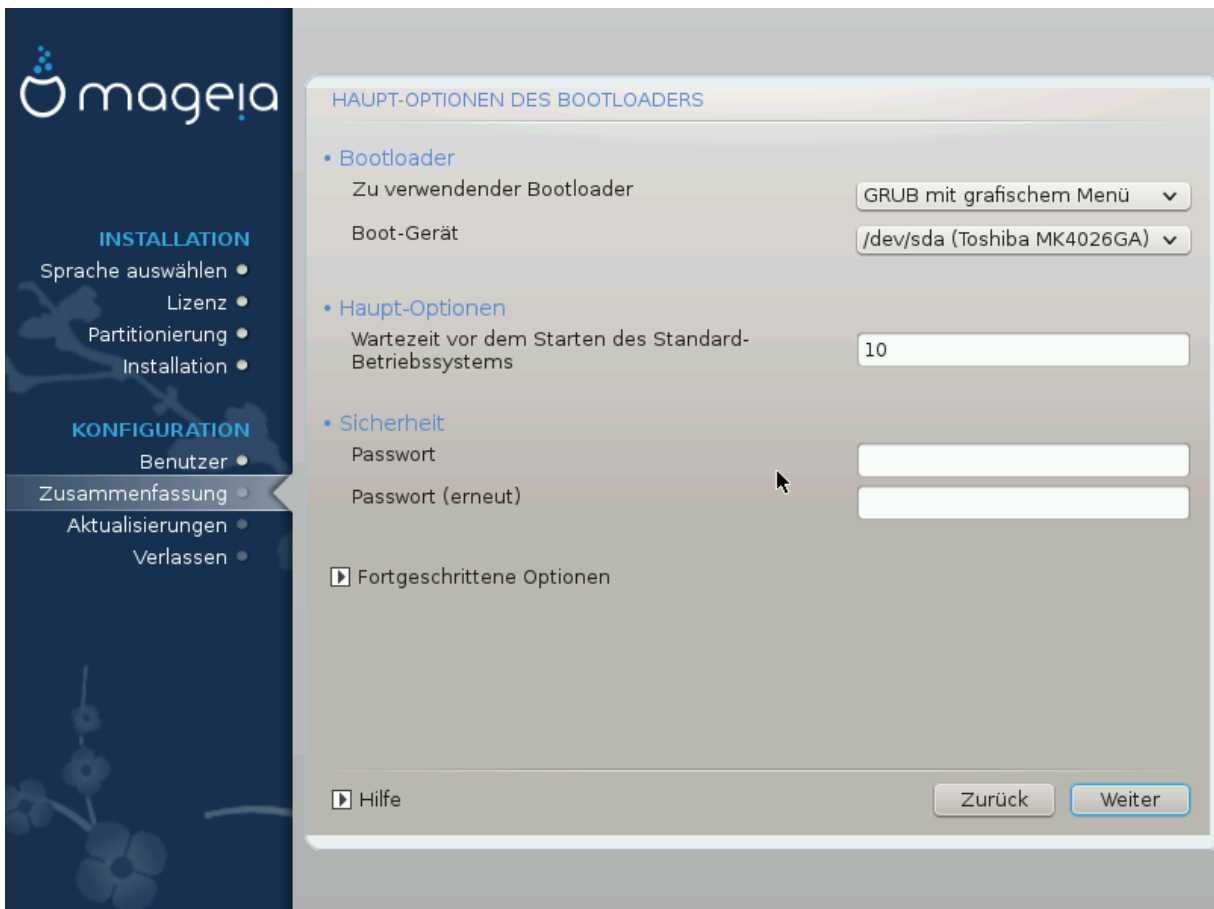 mageia
INSTALLATION
Sprache auswählen
Lizenz
Partitionierung
Installation
KONFIGURATION
Benutzer
Zusammenfassung
Aktualisierungen
Verlassen
HAUPT-OPTIONEN DES BOOTLOADERS
• Bootloader
Zu verwendender Bootloader
GRUB mit grafischem Menü
Boot-Gerät
/dev/sda (Toshiba MK4026GA)
• Haupt-Optionen
Wartezeit vor dem Starten des Standard-
Betriebssystems
10
• Sicherheit
Passwort
Passwort (erneut)
Fortgeschrittene Optionen
Hilfe
Zurück
Weiter